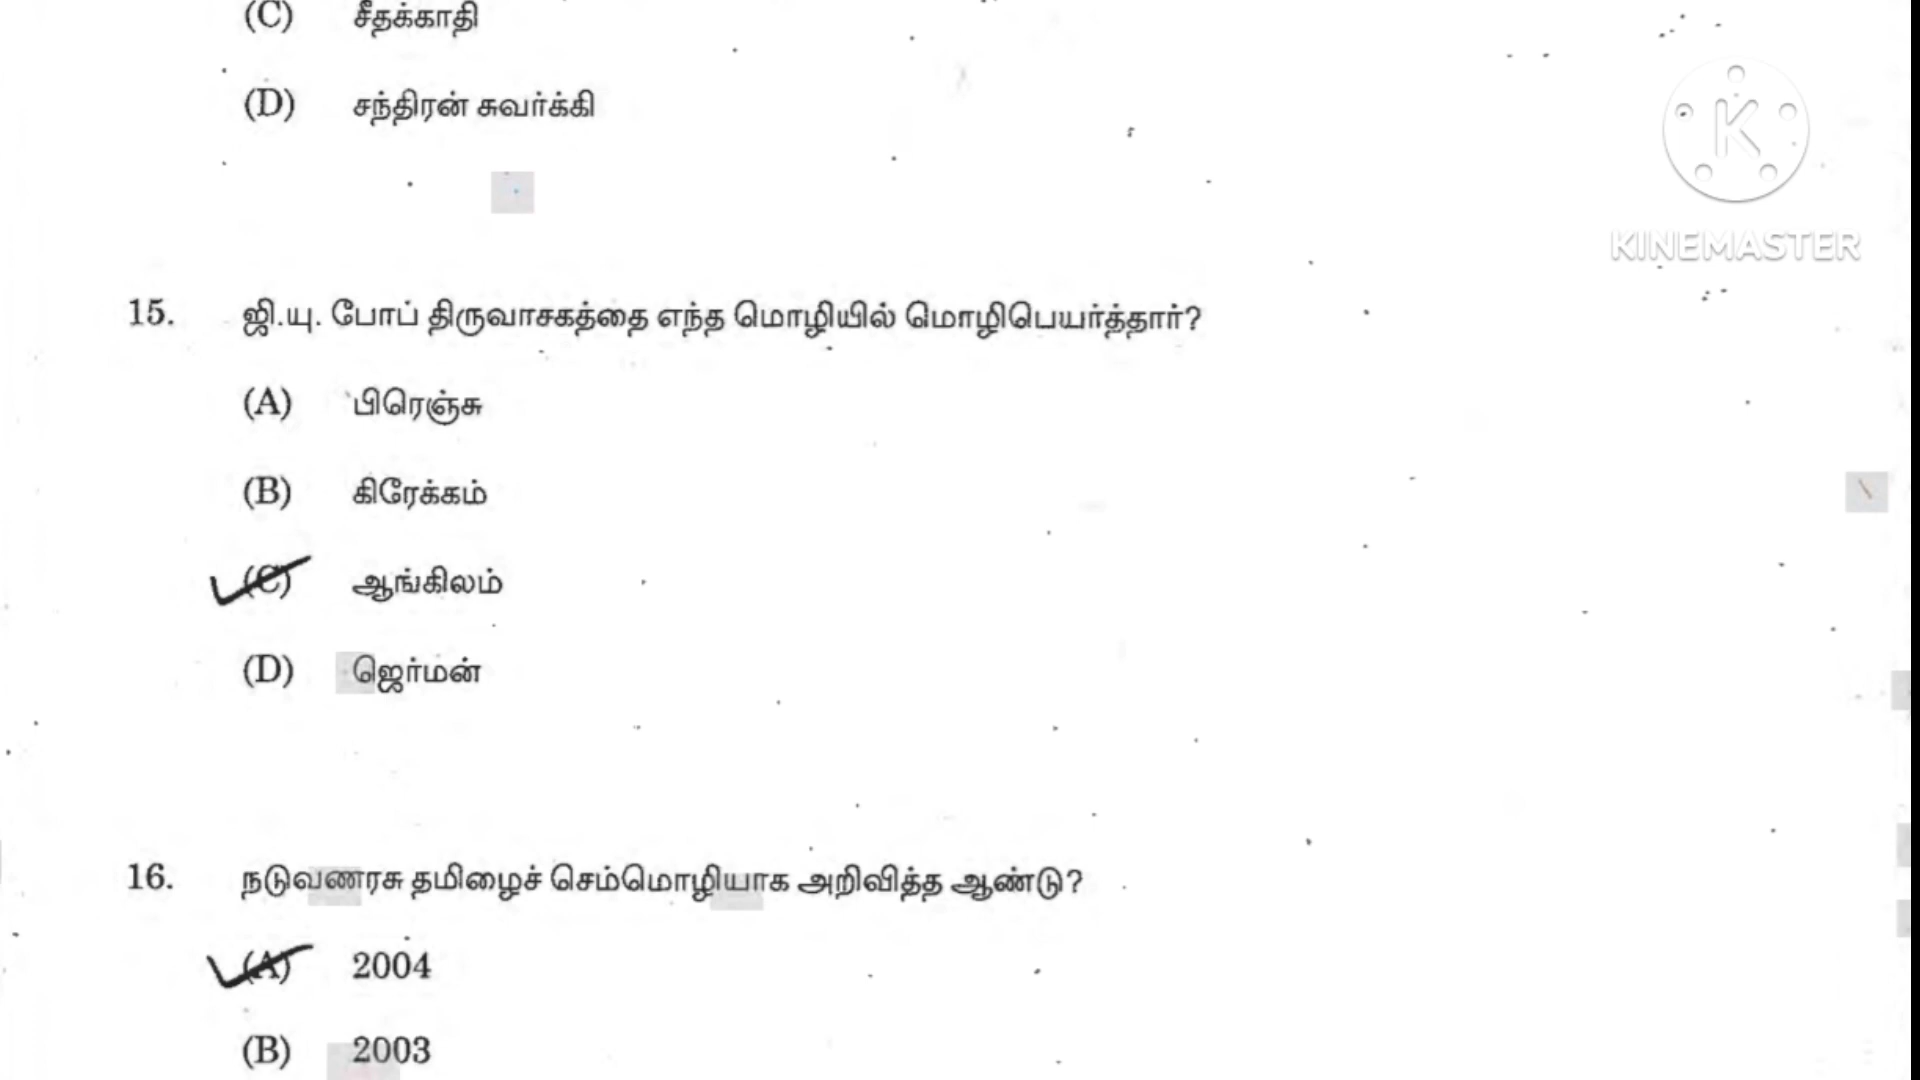 (C) சீதக்காதி
(D) சந்திரன் சுவர்க்கி
KINEMASTER
15. ஜி.யு. போப் திருவாசகத்தை எந்த மொழியில் மொழிபெயர்த்தார்?
(A) பிரெஞ்சு
(B) கிரேக்கம்
(C) ஆங்கிலம்
(D) ஜெர்மன்
16. நடுவணரசு தமிழைச் செம்மொழியாக அறிவித்த ஆண்டு?
(A) 2004
(B) 2003